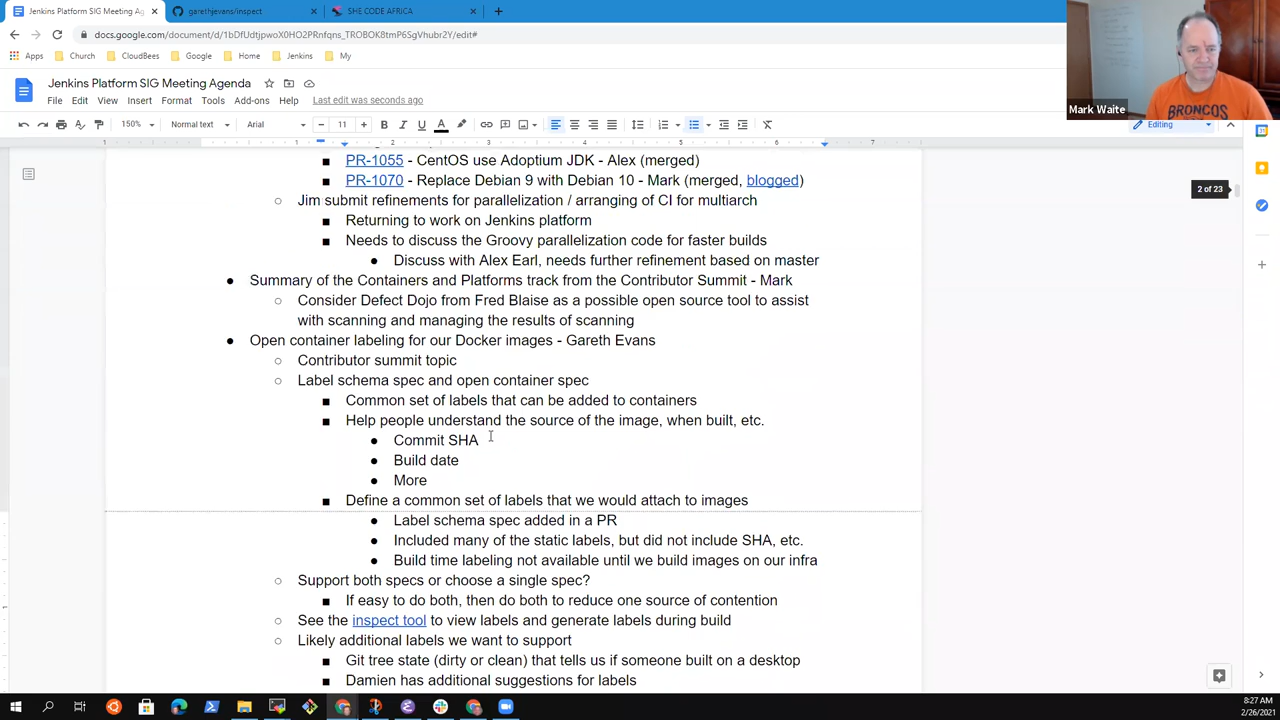 Jenkins Platform SIG Meeting Ag
garethjevans/inspect
SHE CODE AFRICA
docs.google.com/document/d/1bDfUdtjpwoX0HO2PRnfqns_TROBOK8tmP6SgVhubr2Y/edit#
Apps Church CloudBees Google Home Jenkins My
Jenkins Platform SIG Meeting Agenda
File Edit View Insert Format Tools Add-ons Help Last edit was seconds ago
150% Normal text Arial 11 Editing
Mark Waite
BRONCOS
1 1 2 3 4 5 6 7
PR-1055 - CentOS use Adoptium JDK - Alex (merged)
PR-1070 - Replace Debian 9 with Debian 10 - Mark (merged, blogged)
2 of 23
Jim submit refinements for parallelization / arranging of CI for multiarch
Returning to work on Jenkins platform
Needs to discuss the Groovy parallelization code for faster builds
Discuss with Alex Earl, needs further refinement based on master
Summary of the Containers and Platforms track from the Contributor Summit - Mark
Consider Defect Dojo from Fred Blaise as a possible open source tool to assist
with scanning and managing the results of scanning
Open container labeling for our Docker images - Gareth Evans
Contributor summit topic
Label schema spec and open container spec
Common set of labels that can be added to containers
Help people understand the source of the image, when built, etc.
Commit SHA
Build date
More
Define a common set of labels that we would attach to images
Label schema spec added in a PR
Included many of the static labels, but did not include SHA, etc.
Build time labeling not available until we build images on our infra
Support both specs or choose a single spec?
If easy to do both, then do both to reduce one source of contention
See the inspect tool to view labels and generate labels during build
Likely additional labels we want to support
Git tree state (dirty or clean) that tells us if someone built on a desktop
Damien has additional suggestions for labels
8:27 AM
2/26/2021